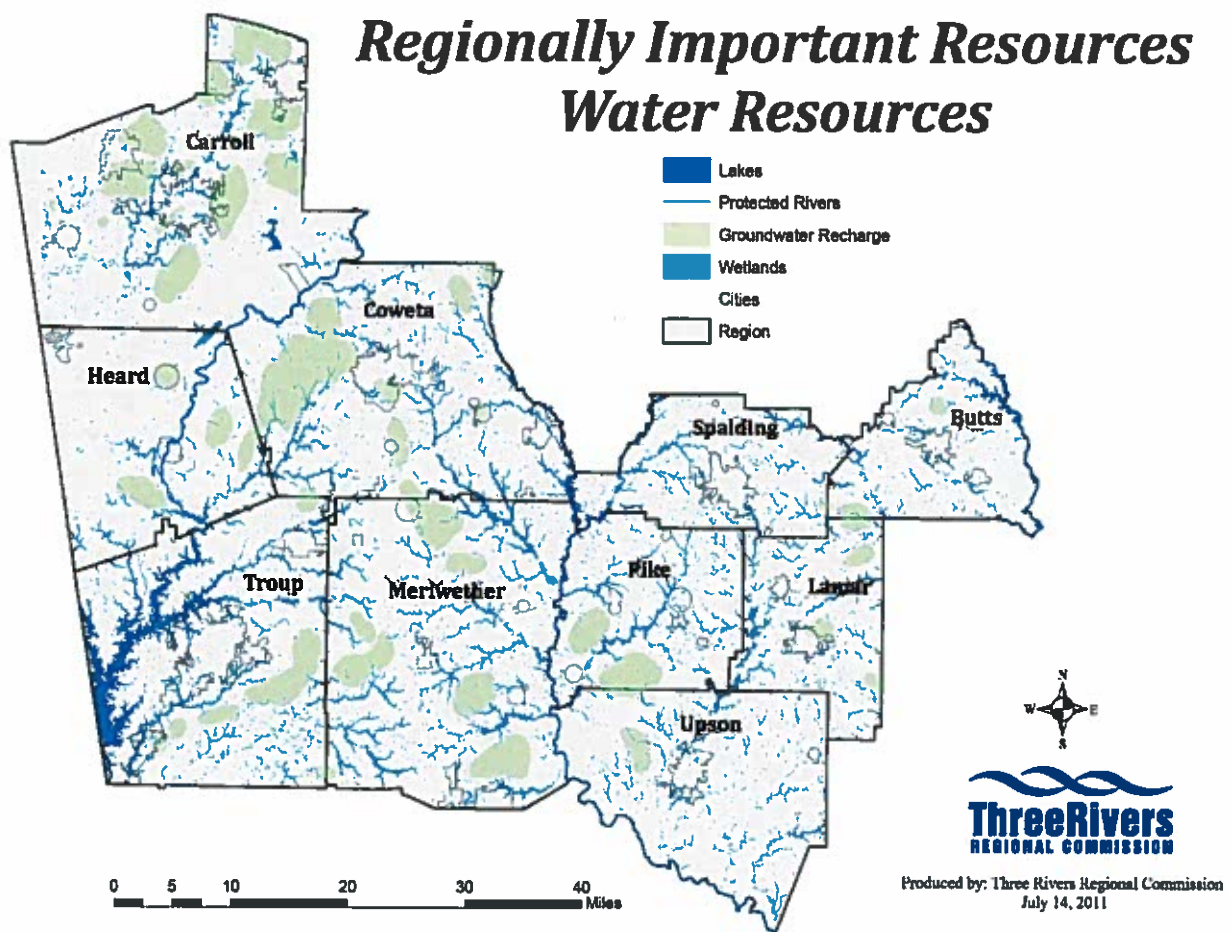 Regionally Important Resources
Water Resources
Lakes
Protected Rivers
Groundwater Recharge
Wetlands
Cities
Region
Carroll
Coweta
Heard
Spalding
Butts
Troup
Meriwether
Pike
Lamar
Upson
N
W E
S
ThreeRivers
REGIONAL COMMISSION
Produced by: Three Rivers Regional Commission
July 14, 2011
0 5 10 20 30 40
Miles